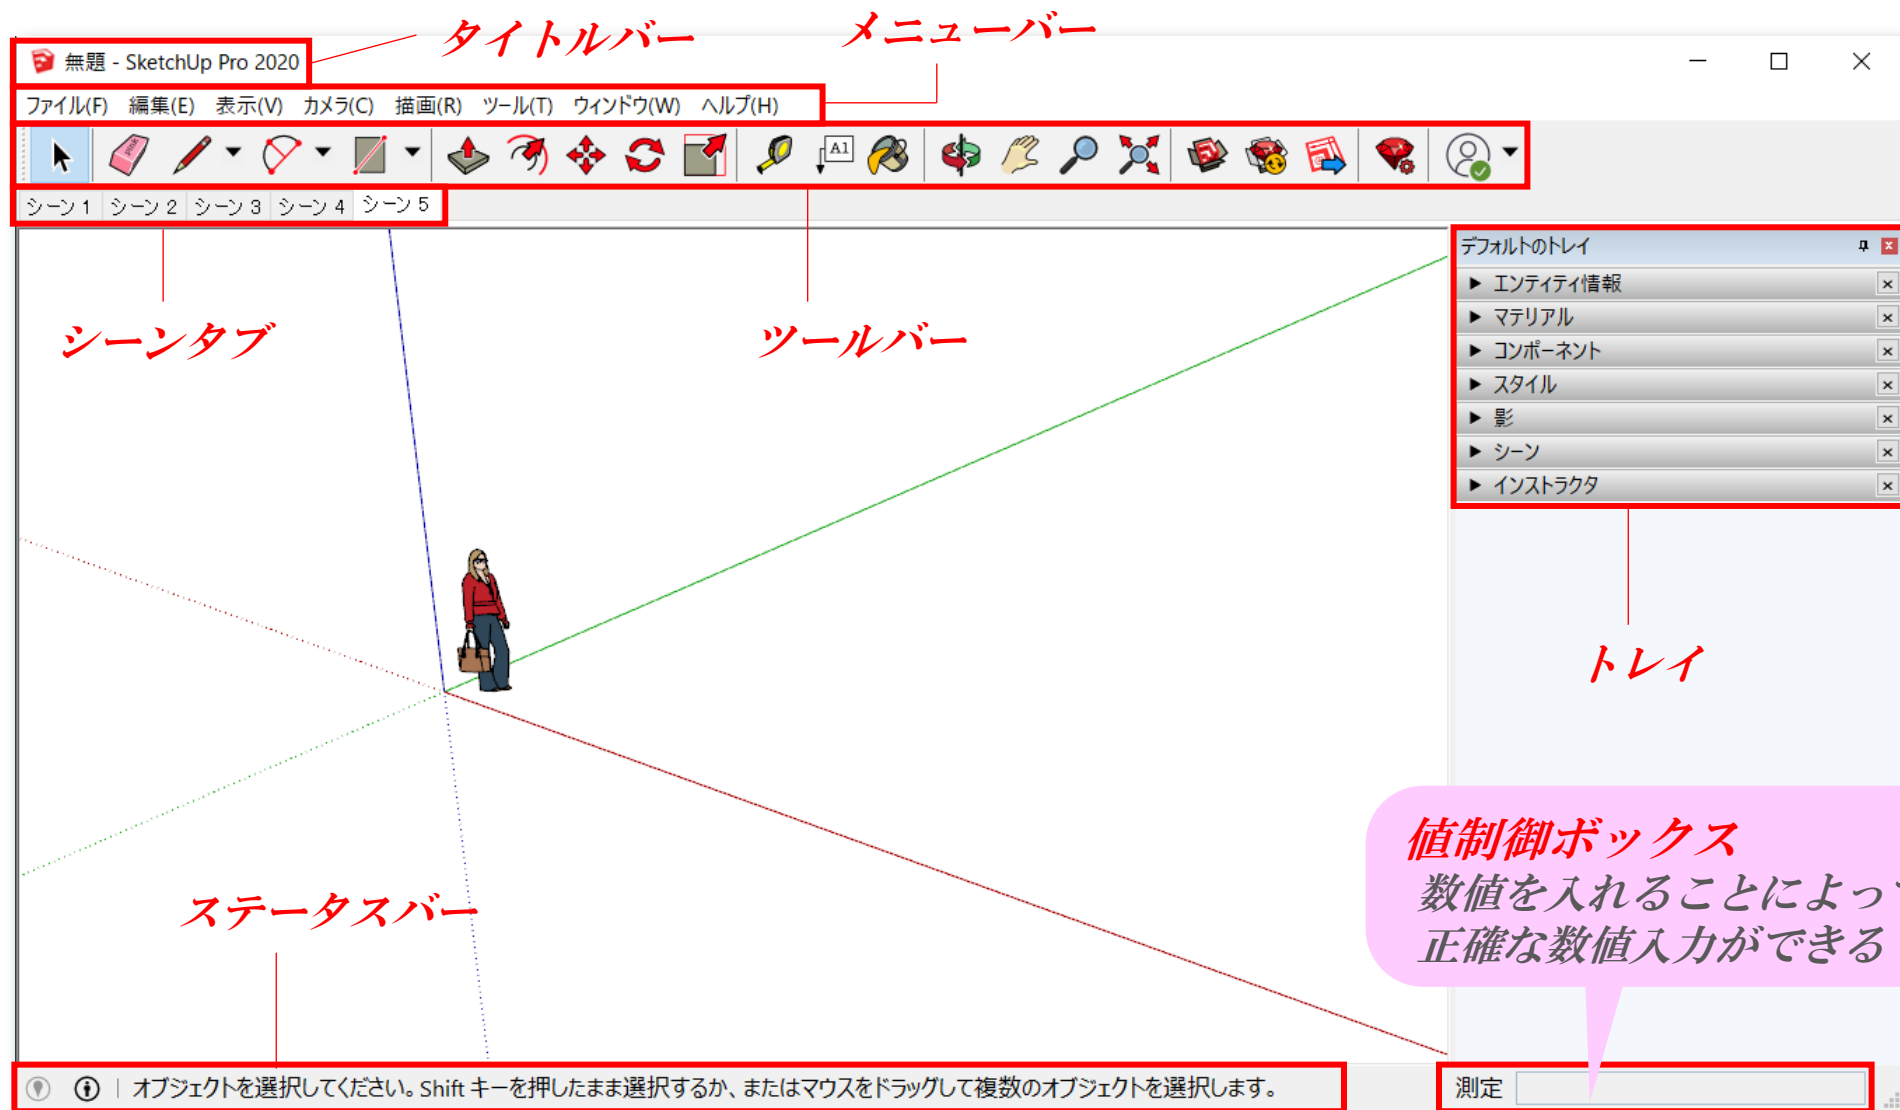 タイトルバー
メニューバー
無題 - SketchUp Pro 2020
ファイル(F) 編集(E) 表示(V) カメラ(C) 描画(R) ツール(T) ウィンドウ(W) ヘルプ(H)
A1
シーン 1 シーン 2 シーン 3 シーン 4 シーン 5
デフォルトのトレイ
エンティティ情報
マテリアル
コンポーネント
スタイル
影
シーン
インストラクタ
シーンタブ
ツールバー
トレイ
値制御ボックス
数値を入れることによって
正確な数値入力ができる
ステータスバー
オブジェクトを選択してください。Shift キーを押したまま選択するか、またはマウスをドラッグして複数のオブジェクトを選択します。
測定